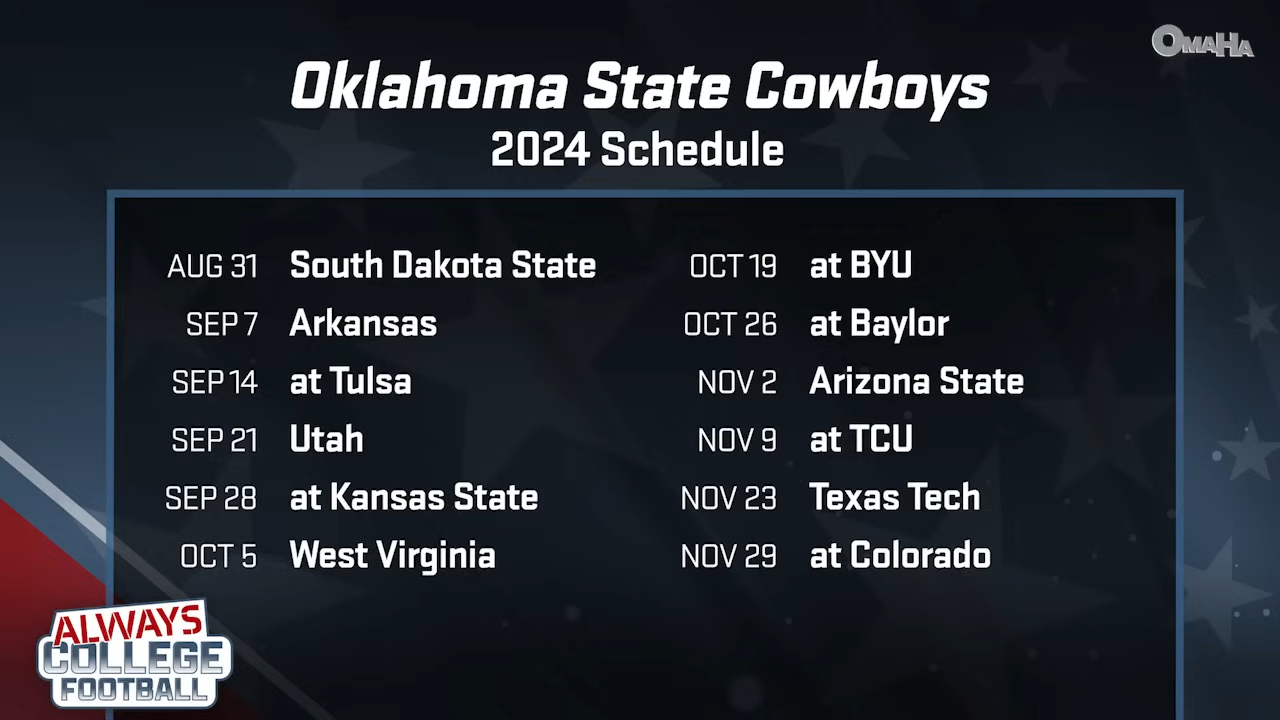 OMAHA
Oklahoma State Cowboys
2024 Schedule
AUG 31 South Dakota State
SEP 7 Arkansas
SEP 14 at Tulsa
SEP 21 Utah
SEP 28 at Kansas State
OCT 5 West Virginia
OCT 19 at BYU
OCT 26 at Baylor
NOV 2 Arizona State
NOV 9 at TCU
NOV 23 Texas Tech
NOV 29 at Colorado
ALWAYS
COLLEGE
FOOTBALL